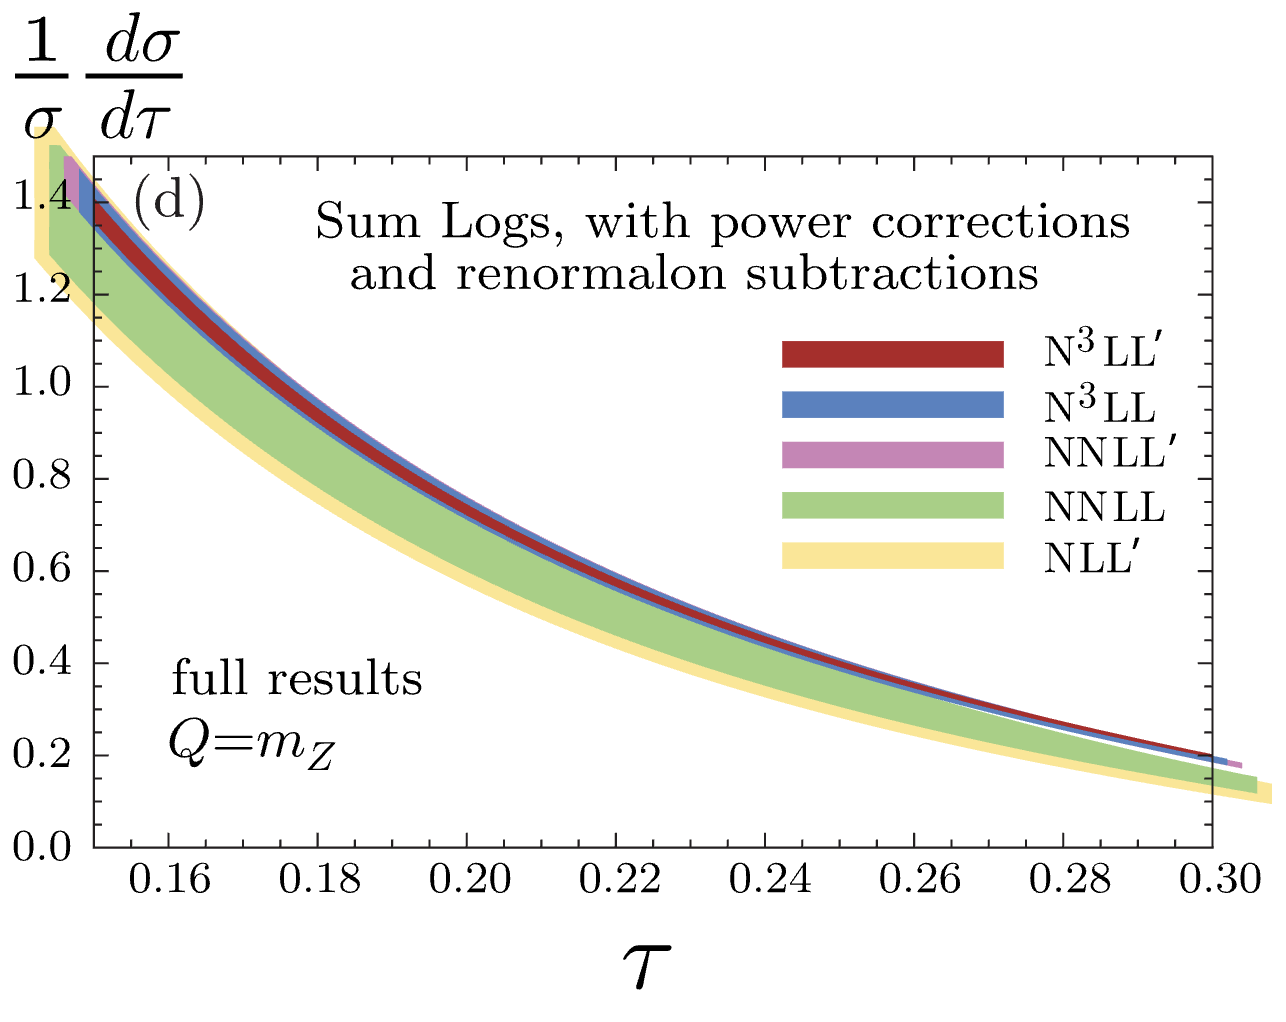 1/σ dσ/dτ
(d)
Sum Logs, with power corrections
and renormalon subtractions
N³LL′
N³LL
NNLL′
NNLL
NLL′
full results
Q=m_Z
1.4
1.2
1.0
0.8
0.6
0.4
0.2
0.0
0.16 0.18 0.20 0.22 0.24 0.26 0.28 0.30
τ